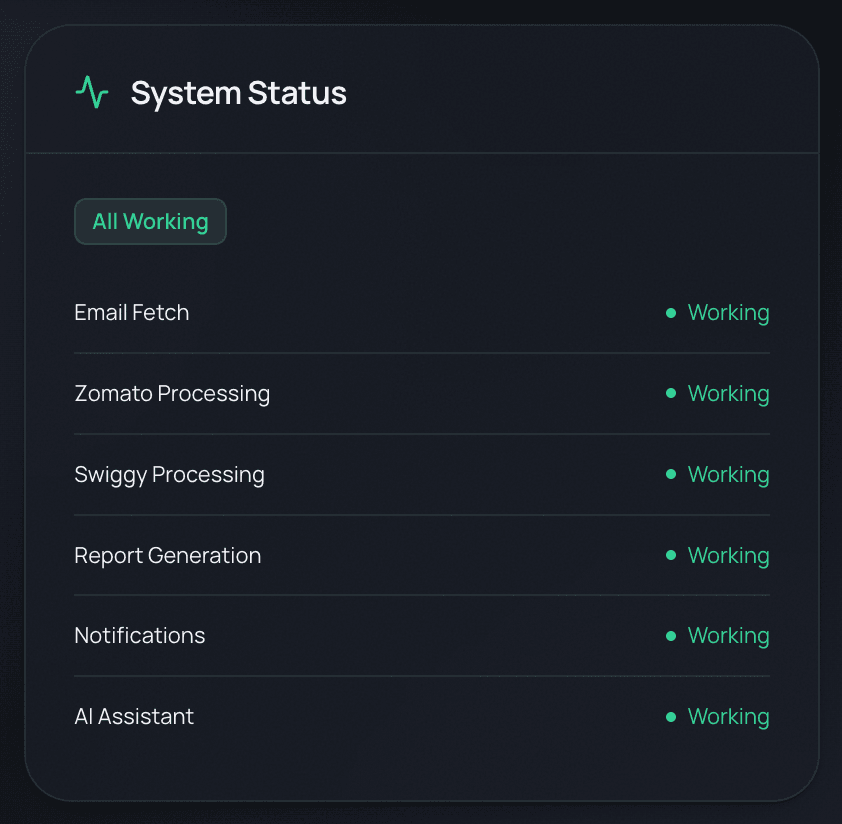 System Status
All Working
Email Fetch Working
Zomato Processing Working
Swiggy Processing Working
Report Generation Working
Notifications Working
AI Assistant Working